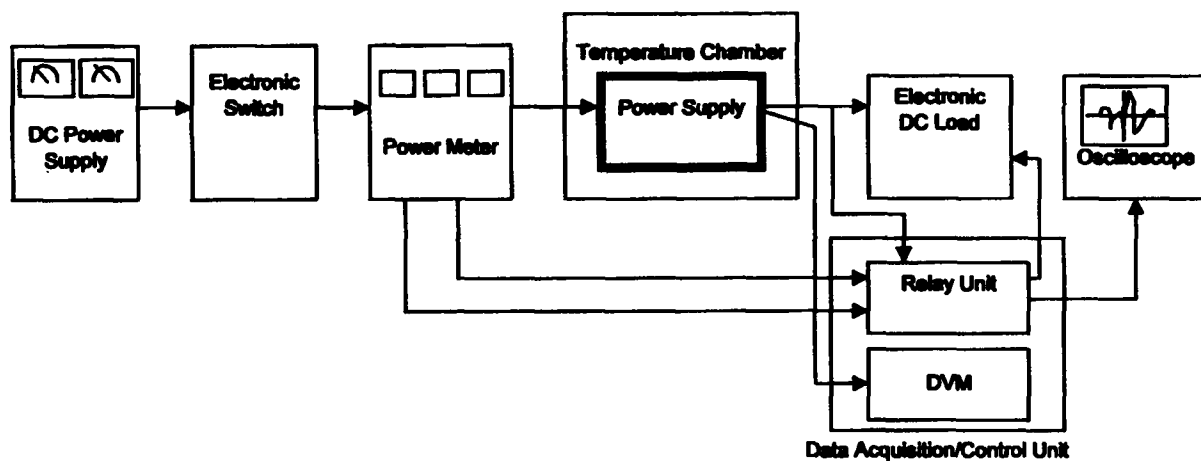 DC Power
Supply
Electronic
Switch
Power Meter
Temperature Chamber
Power Supply
Electronic
DC Load
Oscilloscope
Relay Unit
DVM
Data Acquisition/Control Unit